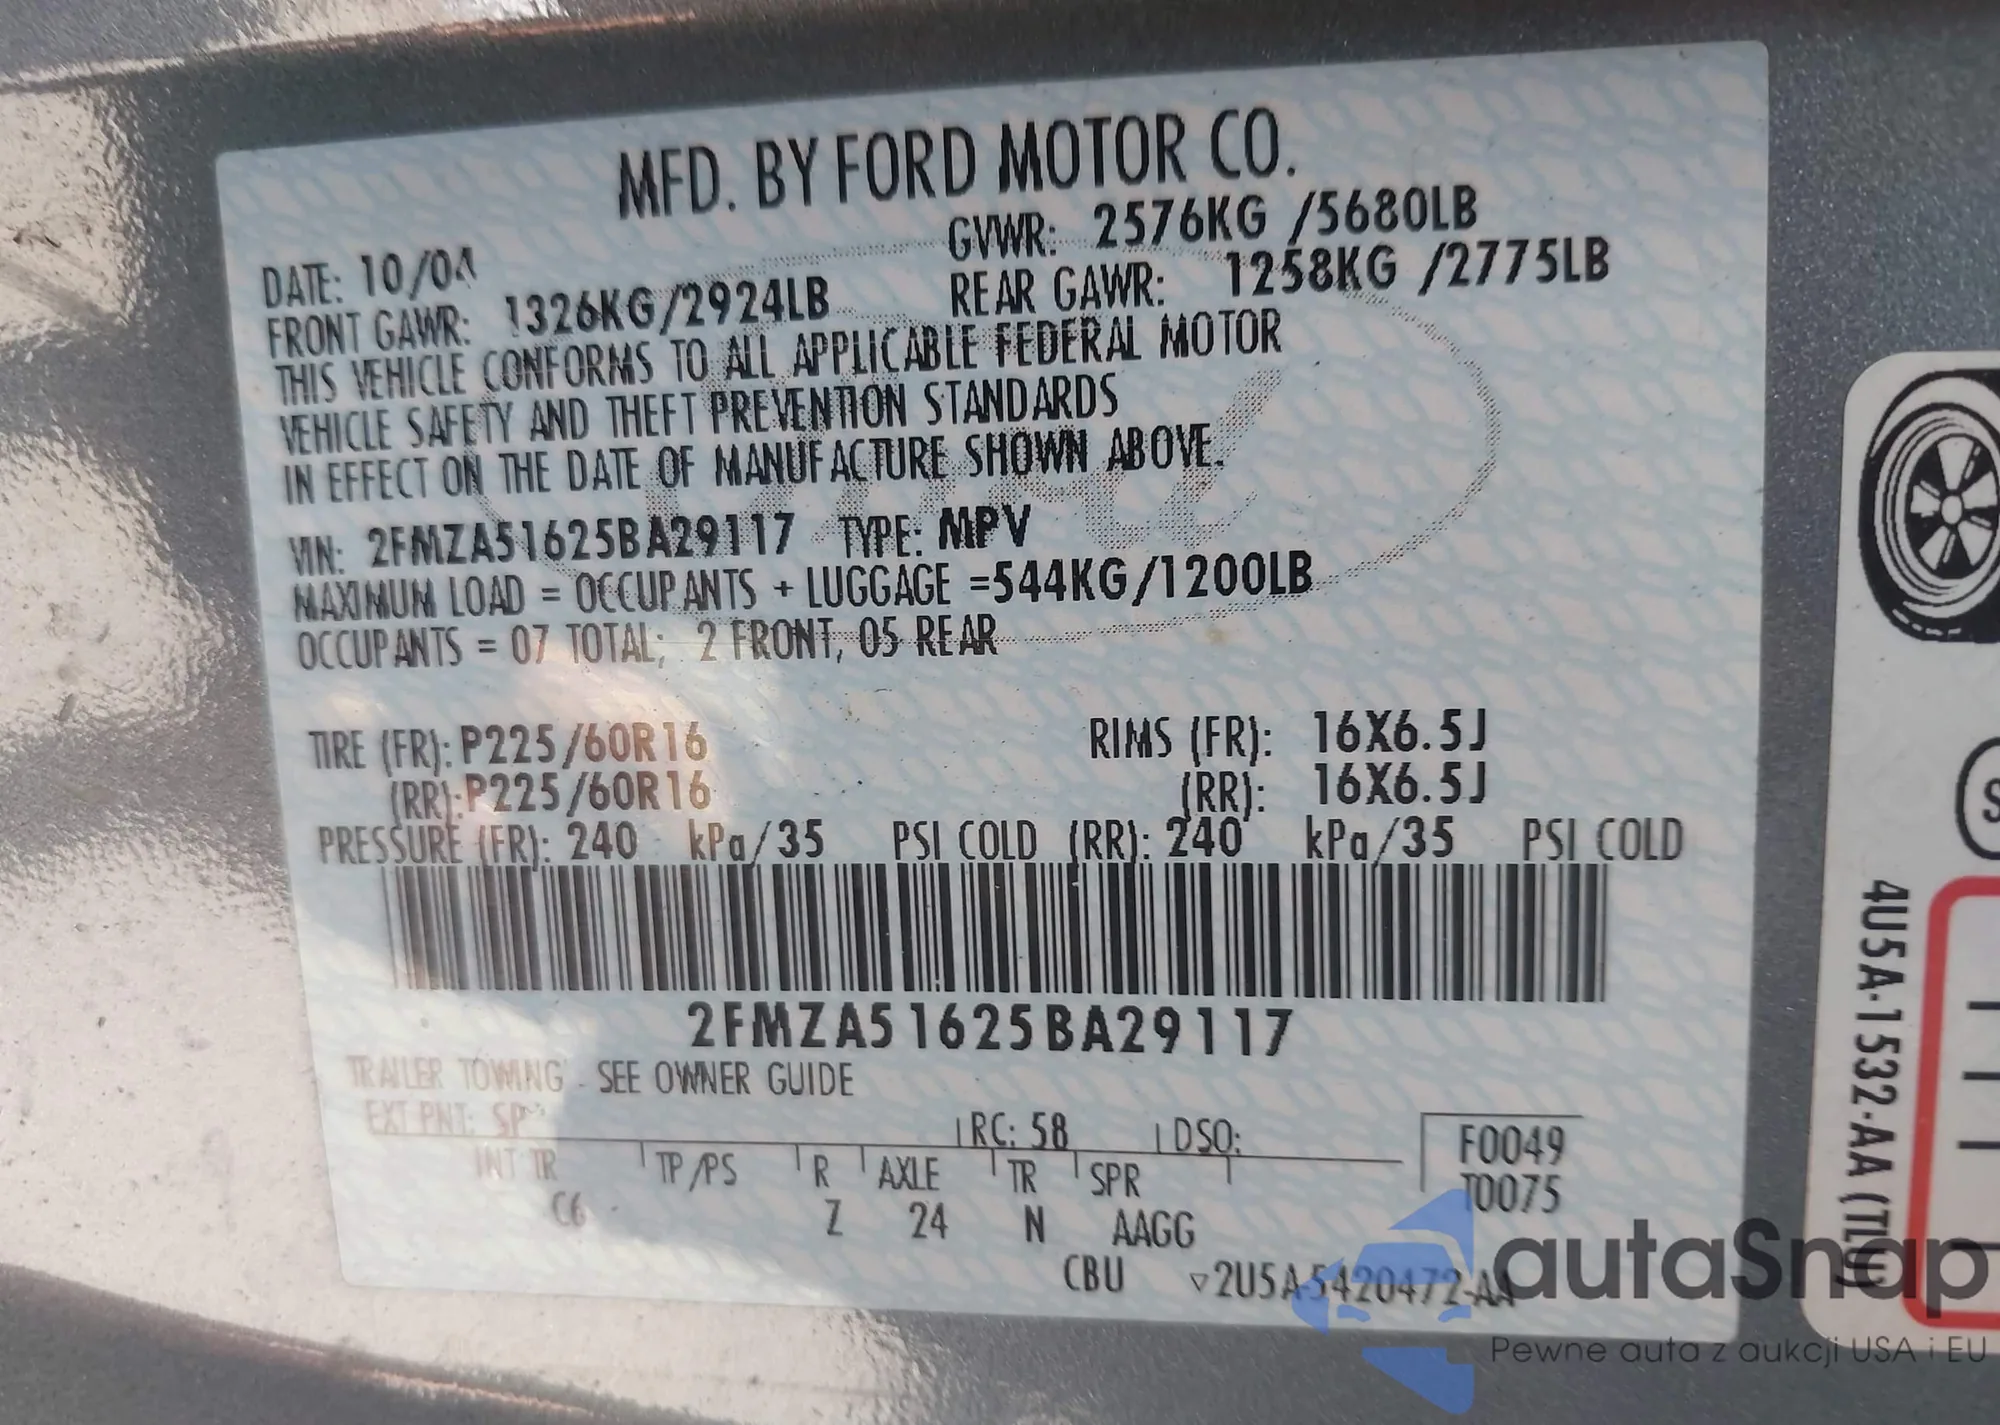 MFD. BY FORD MOTOR CO.
DATE: 10/04 GVWR: 2576KG /5680LB
FRONT GAWR: 1326KG/2924LB REAR GAWR: 1258KG /2775LB
THIS VEHICLE CONFORMS TO ALL APPLICABLE FEDERAL MOTOR
VEHICLE SAFETY AND THEFT PREVENTION STANDARDS
IN EFFECT ON THE DATE OF MANUFACTURE SHOWN ABOVE.
VIN: 2FMZA51625BA29117 TYPE: MPV
MAXIMUM LOAD = OCCUPANTS + LUGGAGE =544KG/1200LB
OCCUPANTS = 07 TOTAL; 2 FRONT, 05 REAR
TIRE (FR): P225/60R16 RIMS (FR): 16X6.5J
(RR): P225/60R16 (RR): 16X6.5J
PRESSURE (FR): 240 kPa/35 PSI COLD (RR): 240 kPa/35 PSI COLD
2FMZA51625BA29117
TRAILER TOWING - SEE OWNER GUIDE
EXT PNT: RC: 58 DSO: F0049
INT TR TP/PS R AXLE TR SPR T0075
C6 Z 24 N AAGG
CBU ▽2U5A-5420472-AA
4U5A-1532-AA (TLU)
S
autaSnap
Pewne auta z aukcji USA i EU